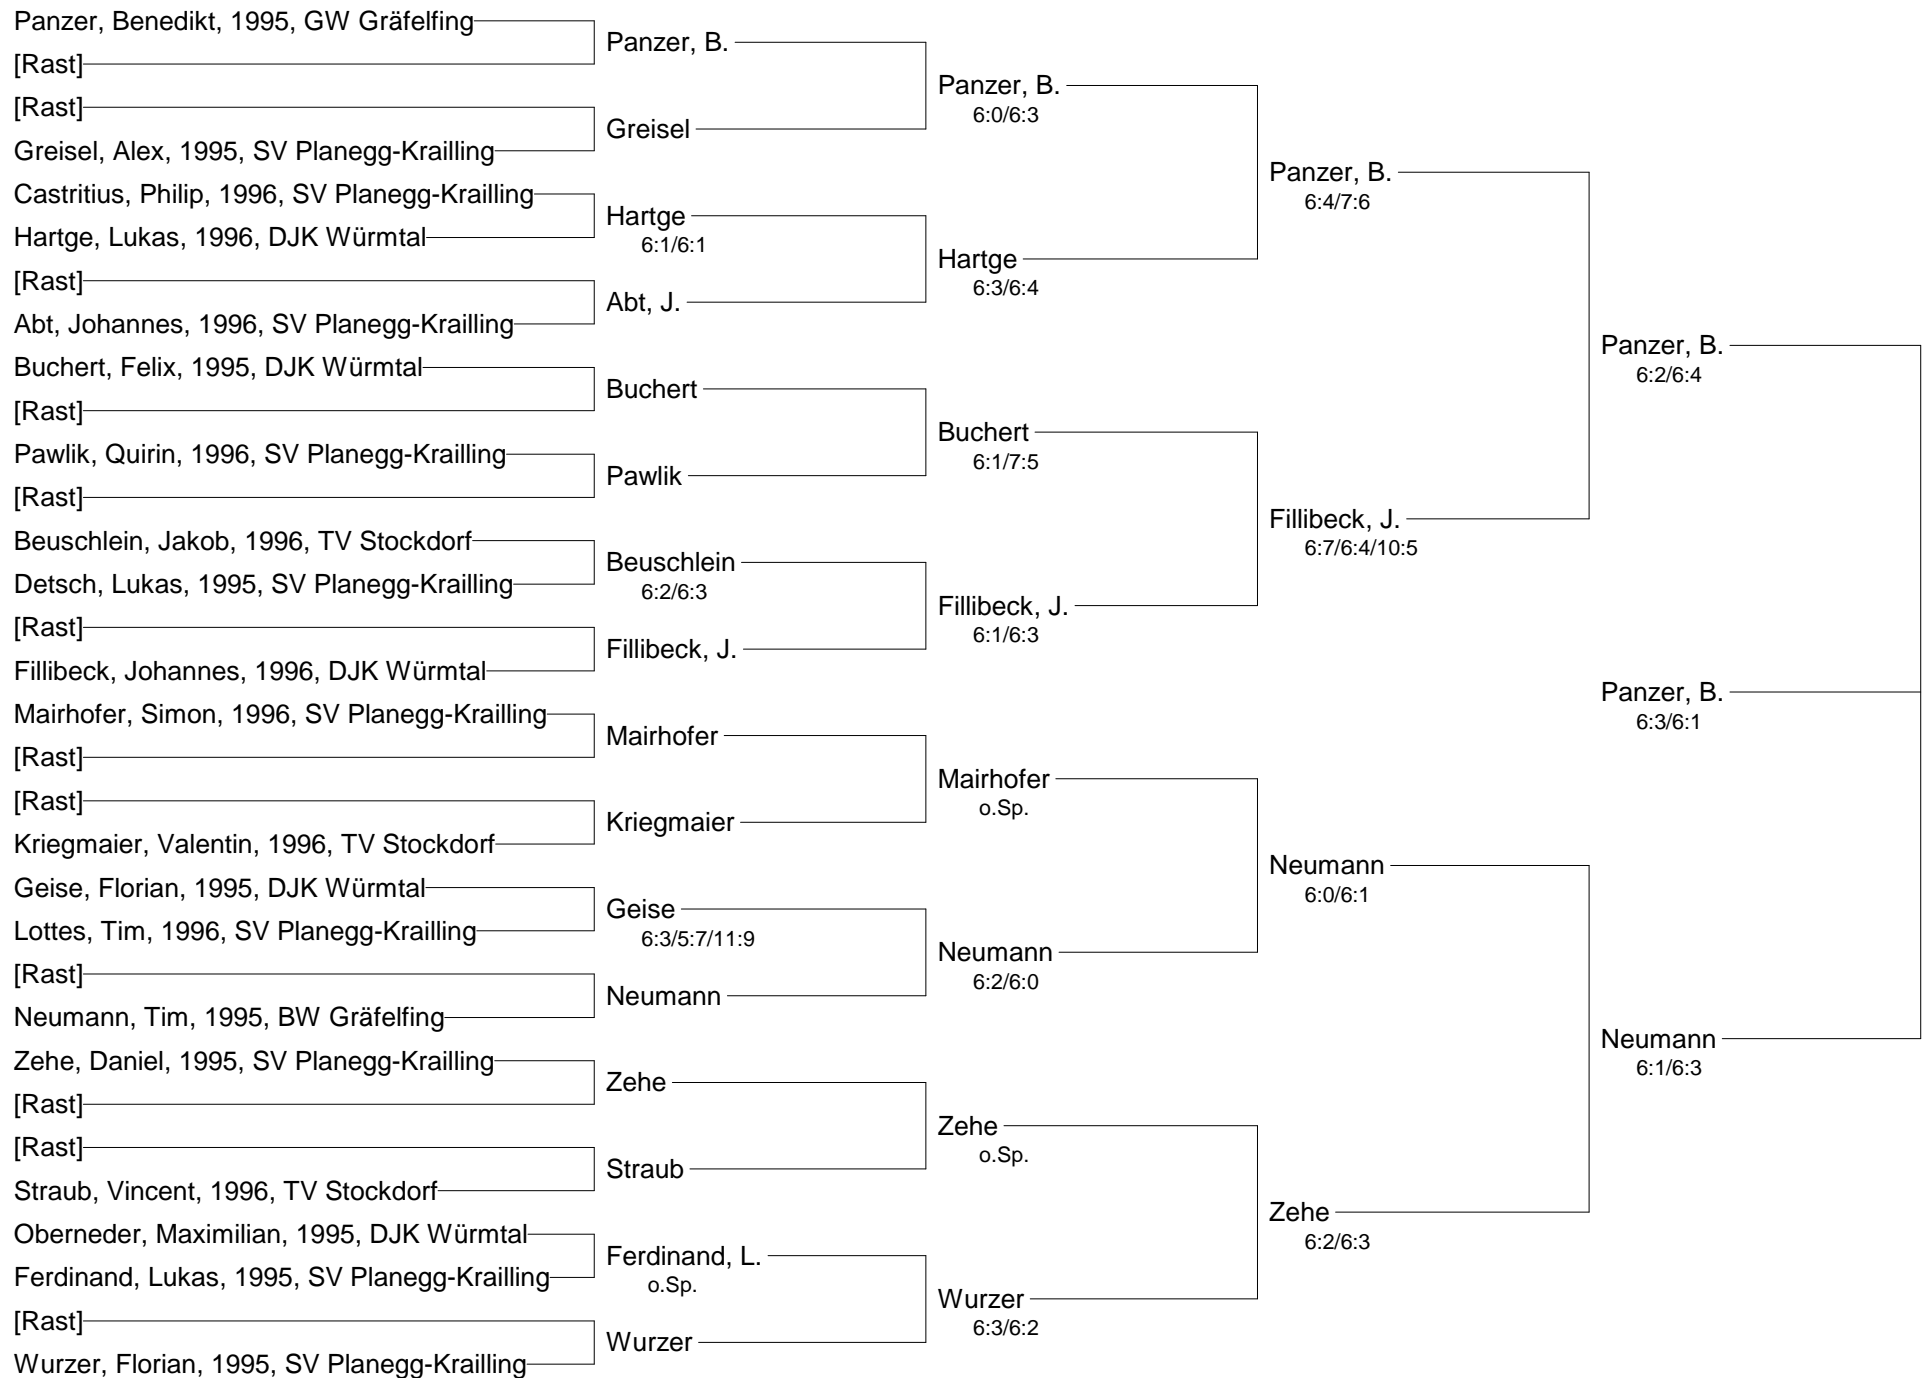 Panzer, Benedikt, 1995, GW Gräfelfing
[Rast]
[Rast]
Greisel, Alex, 1995, SV Planegg-Krailling
Castritius, Philip, 1996, SV Planegg-Krailling
Hartge, Lukas, 1996, DJK Würmtal
[Rast]
Abt, Johannes, 1996, SV Planegg-Krailling
Buchert, Felix, 1995, DJK Würmtal
[Rast]
Pawlik, Quirin, 1996, SV Planegg-Krailling
[Rast]
Beuschlein, Jakob, 1996, TV Stockdorf
Detsch, Lukas, 1995, SV Planegg-Krailling
[Rast]
Fillibeck, Johannes, 1996, DJK Würmtal
Mairhofer, Simon, 1996, SV Planegg-Krailling
[Rast]
[Rast]
Kriegmaier, Valentin, 1996, TV Stockdorf
Geise, Florian, 1995, DJK Würmtal
Lottes, Tim, 1996, SV Planegg-Krailling
[Rast]
Neumann, Tim, 1995, BW Gräfelfing
Zehe, Daniel, 1995, SV Planegg-Krailling
[Rast]
[Rast]
Straub, Vincent, 1996, TV Stockdorf
Oberneder, Maximilian, 1995, DJK Würmtal
Ferdinand, Lukas, 1995, SV Planegg-Krailling
[Rast]
Wurzer, Florian, 1995, SV Planegg-Krailling
Panzer, B.
Greisel
Hartge
6:1/6:1
Abt, J.
Buchert
Pawlik
Beuschlein
6:2/6:3
Fillibeck, J.
Mairhofer
Kriegmaier
Geise
6:3/5:7/11:9
Neumann
Zehe
Straub
Ferdinand, L.
o.Sp.
Wurzer
Panzer, B.
6:0/6:3
Hartge
6:3/6:4
Buchert
6:1/7:5
Fillibeck, J.
6:1/6:3
Mairhofer
o.Sp.
Neumann
6:2/6:0
Zehe
o.Sp.
Wurzer
6:3/6:2
Panzer, B.
6:4/7:6
Fillibeck, J.
6:7/6:4/10:5
Neumann
6:0/6:1
Zehe
6:2/6:3
Panzer, B.
6:2/6:4
Panzer, B.
6:3/6:1
Neumann
6:1/6:3